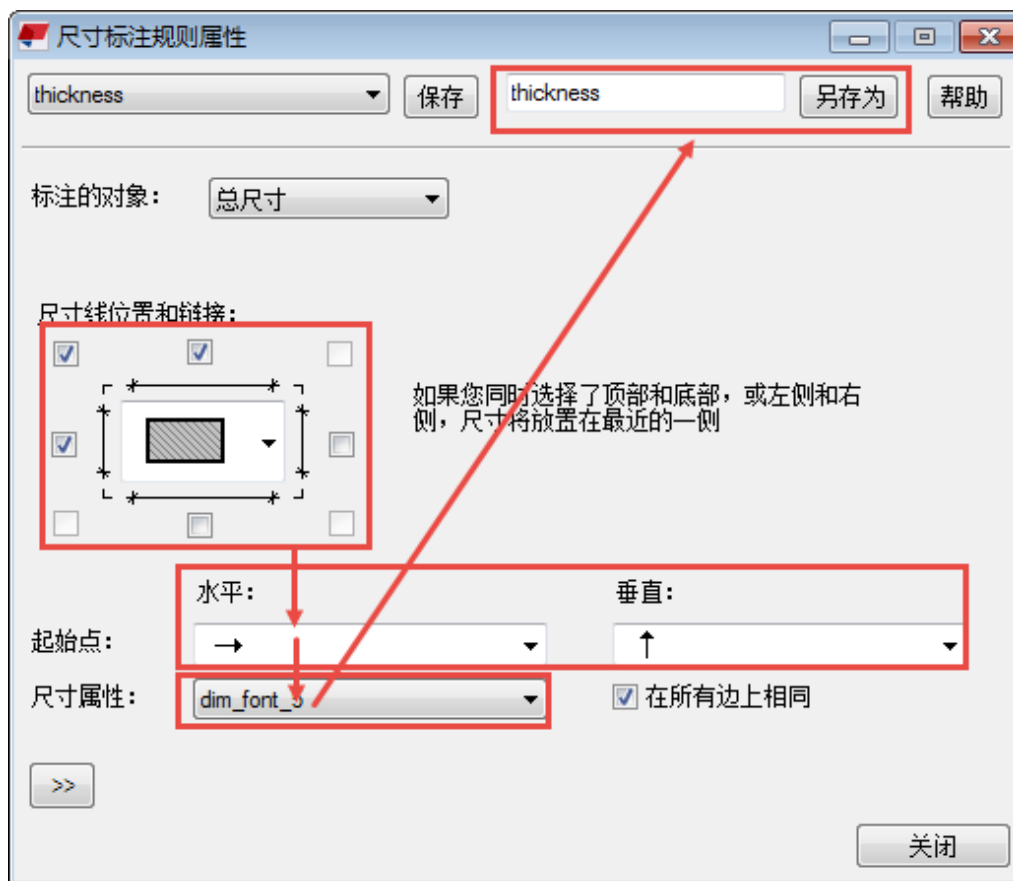 尺寸标注规则属性
thickness 保存 thickness 另存为 帮助
标注的对象： 总尺寸
尺寸线位置和链接：
如果您同时选择了顶部和底部，或左侧和右
侧，尺寸将放置在最近的一侧
水平： 垂直：
起始点：
尺寸属性： dim_font_3 在所有边上相同
>>
关闭